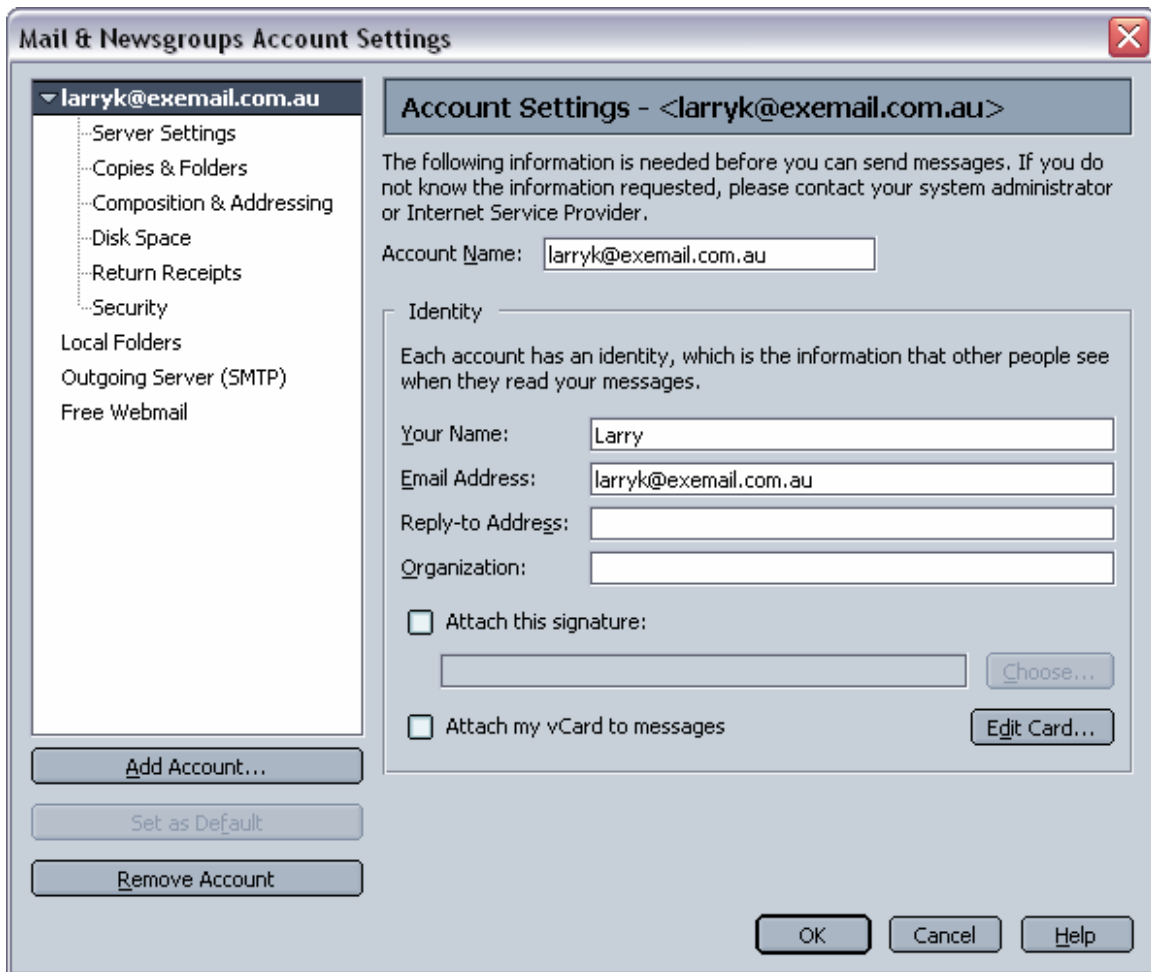 Mail & Newsgroups Account Settings
larryk@exemail.com.au
Server Settings
Copies & Folders
Composition & Addressing
Disk Space
Return Receipts
Security
Local Folders
Outgoing Server (SMTP)
Free Webmail
Add Account...
Set as Default
Remove Account
Account Settings - <larryk@exemail.com.au>
The following information is needed before you can send messages. If you do
not know the information requested, please contact your system administrator
or Internet Service Provider.
Account Name: larryk@exemail.com.au
Identity
Each account has an identity, which is the information that other people see
when they read your messages.
Your Name: Larry
Email Address: larryk@exemail.com.au
Reply-to Address:
Organization:
Attach this signature:
Choose...
Attach my vCard to messages
Edit Card...
OK
Cancel
Help